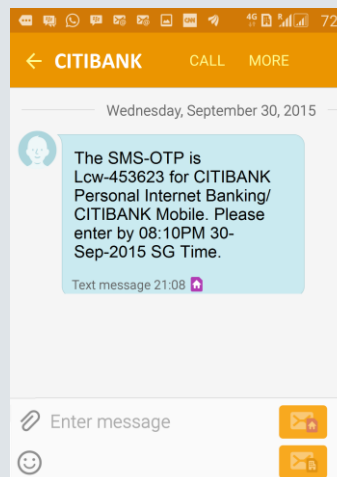 4G
R
72
← CITIBANK CALL MORE
Wednesday, September 30, 2015
The SMS-OTP is
Lcw-453623 for CITIBANK
Personal Internet Banking/
CITIBANK Mobile. Please
enter by 08:10PM 30-
Sep-2015 SG Time.
Text message 21:08
Enter message